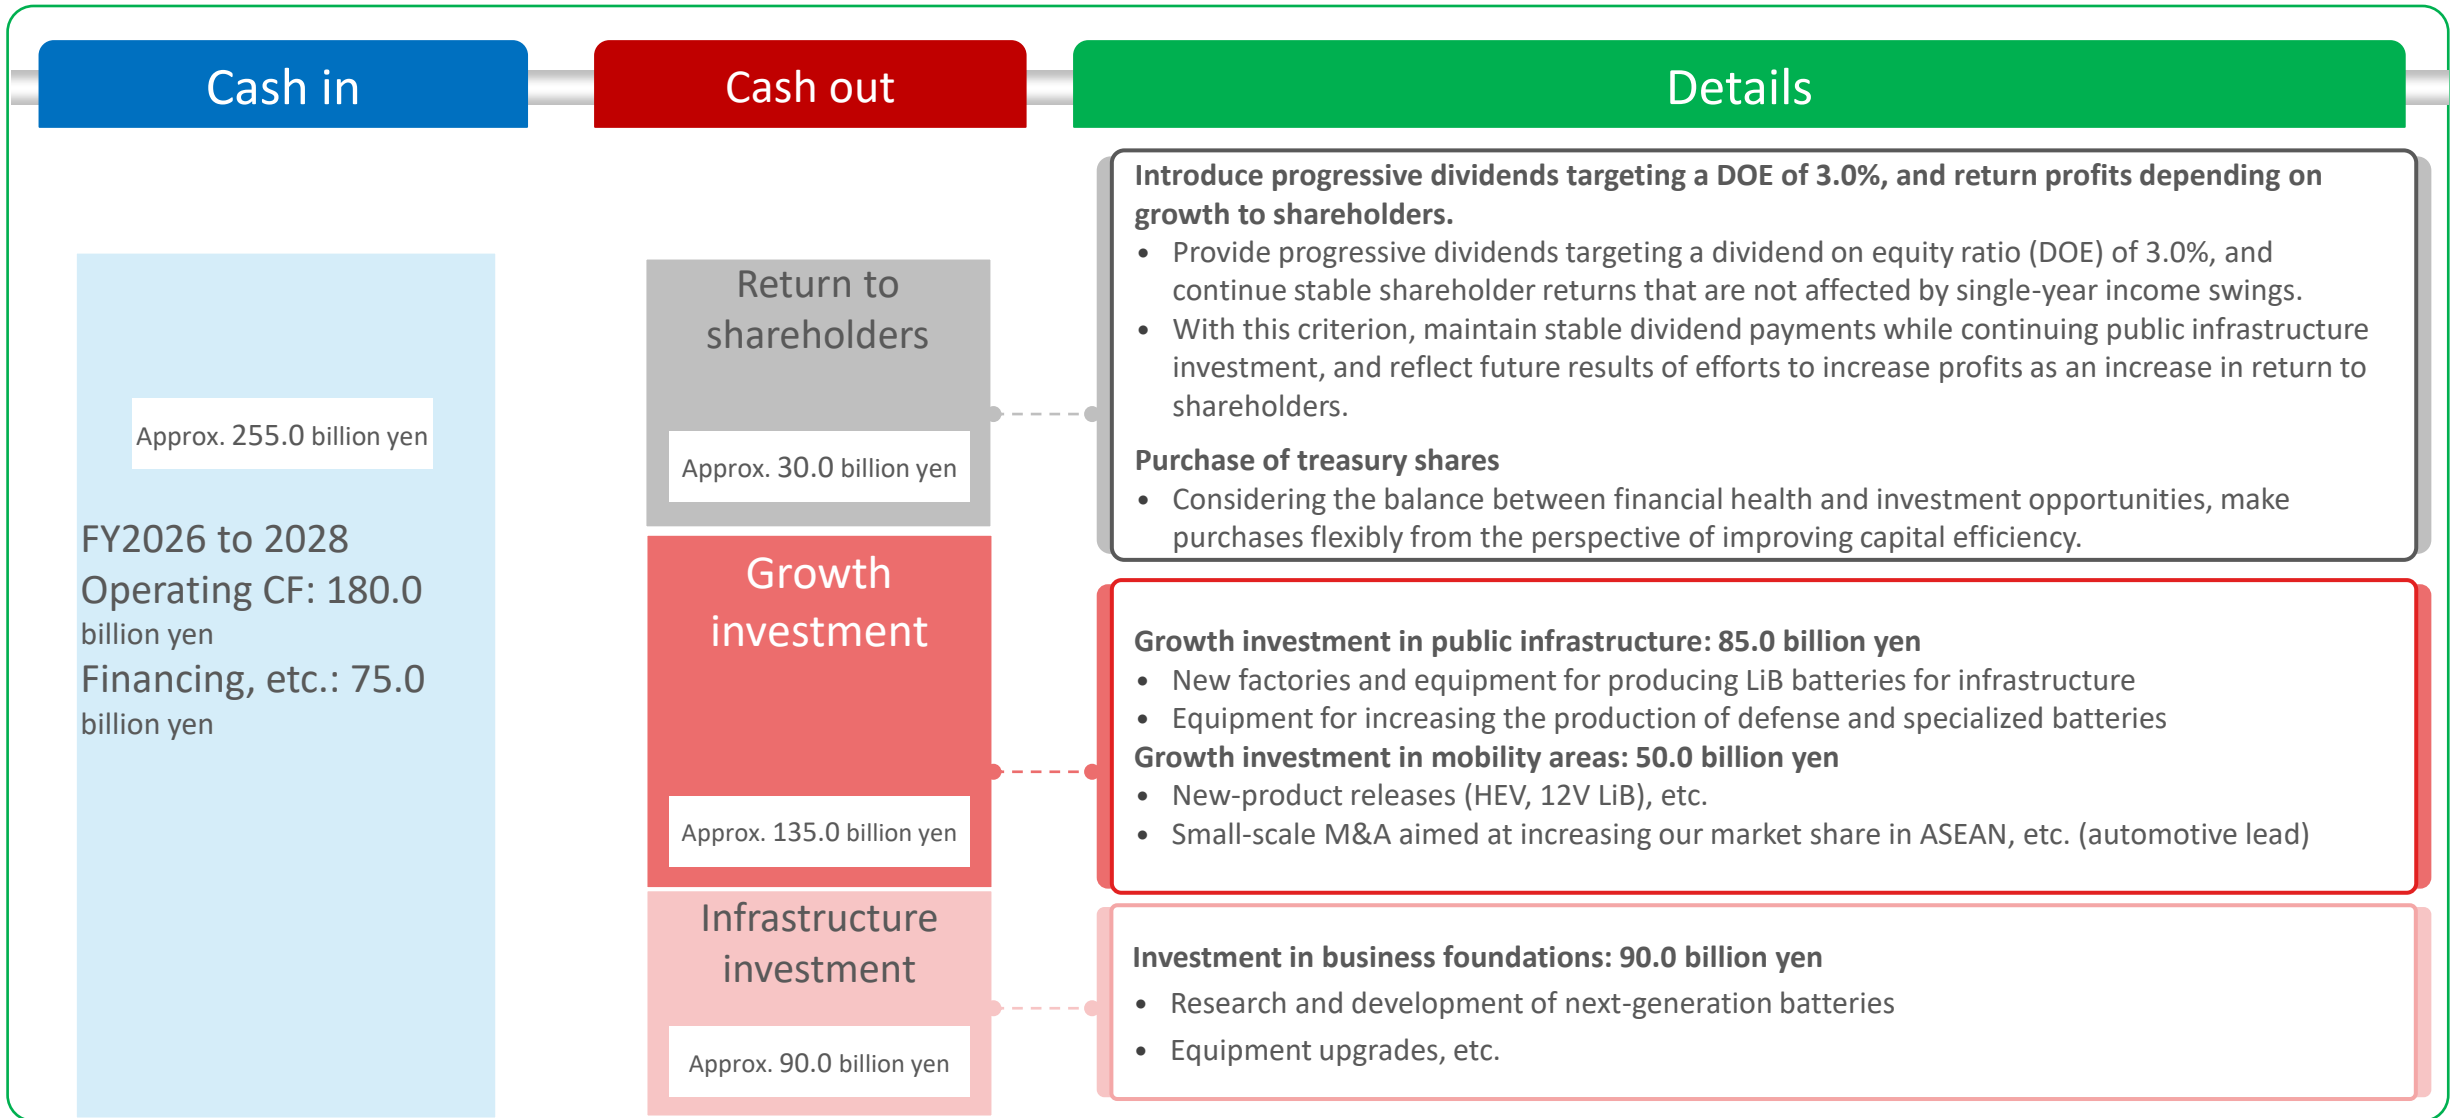 Cash in
Cash out
Details
Approx. 255.0 billion yen
FY2026 to 2028
Operating CF: 180.0
billion yen
Financing, etc.: 75.0
billion yen
Return to
shareholders
Approx. 30.0 billion yen
Growth
investment
Approx. 135.0 billion yen
Infrastructure
investment
Approx. 90.0 billion yen
Introduce progressive dividends targeting a DOE of 3.0%, and return profits depending on
growth to shareholders.
• Provide progressive dividends targeting a dividend on equity ratio (DOE) of 3.0%, and
continue stable shareholder returns that are not affected by single-year income swings.
• With this criterion, maintain stable dividend payments while continuing public infrastructure
investment, and reflect future results of efforts to increase profits as an increase in return to
shareholders.
Purchase of treasury shares
• Considering the balance between financial health and investment opportunities, make
purchases flexibly from the perspective of improving capital efficiency.
Growth investment in public infrastructure: 85.0 billion yen
• New factories and equipment for producing LiB batteries for infrastructure
• Equipment for increasing the production of defense and specialized batteries
Growth investment in mobility areas: 50.0 billion yen
• New-product releases (HEV, 12V LiB), etc.
• Small-scale M&A aimed at increasing our market share in ASEAN, etc. (automotive lead)
Investment in business foundations: 90.0 billion yen
• Research and development of next-generation batteries
• Equipment upgrades, etc.